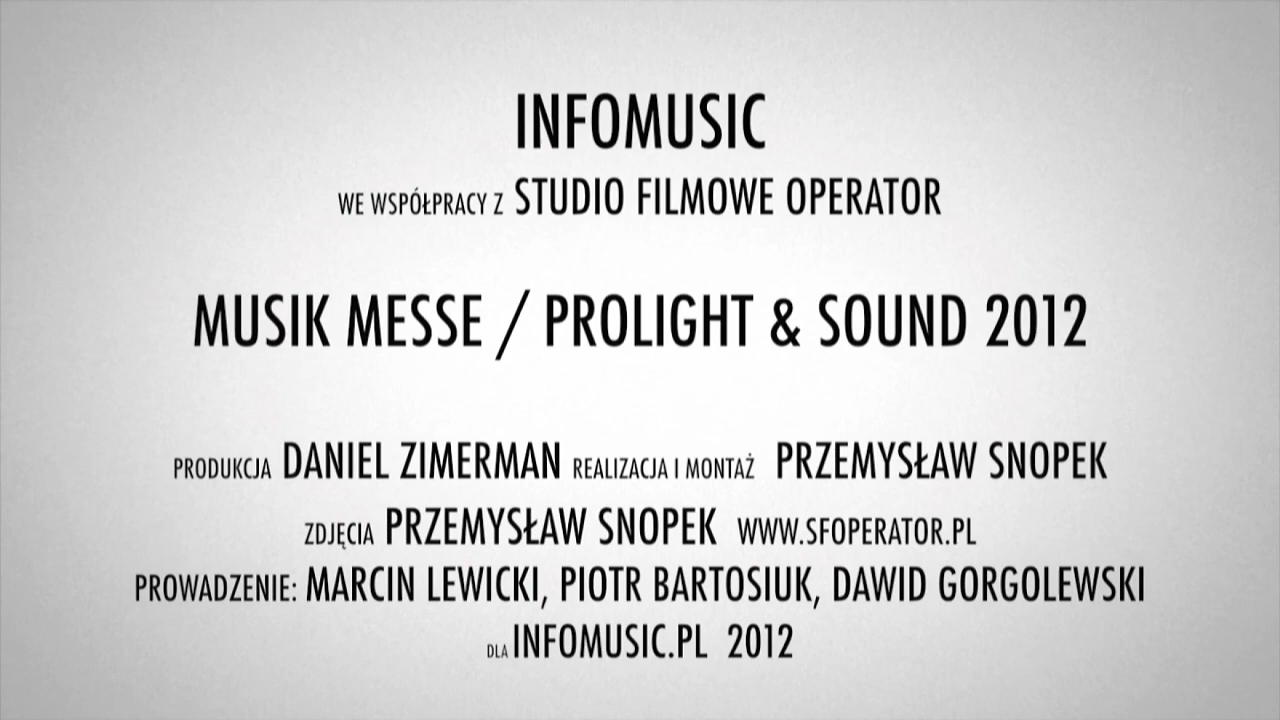 INFOMUSIC
WE WSPÓŁPRACY Z STUDIO FILMOWE OPERATOR
MUSIK MESSE / PROLIGHT & SOUND 2012
PRODUKCJA DANIEL ZIMERMAN REALIZACJA I MONTAŻ PRZEMYSŁAW SNOPEK
ZDJĘCIA PRZEMYSŁAW SNOPEK WWW.SFOPERATOR.PL
PROWADZENIE: MARCIN LEWICKI, PIOTR BARTOSIUK, DAWID GORGOLEWSKI
DLA INFOMUSIC.PL 2012